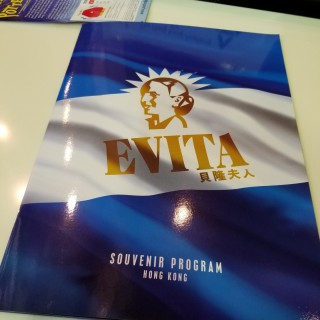 EVITA
貝隆夫人
SOUVENIR PROGRAM
HONG KONG